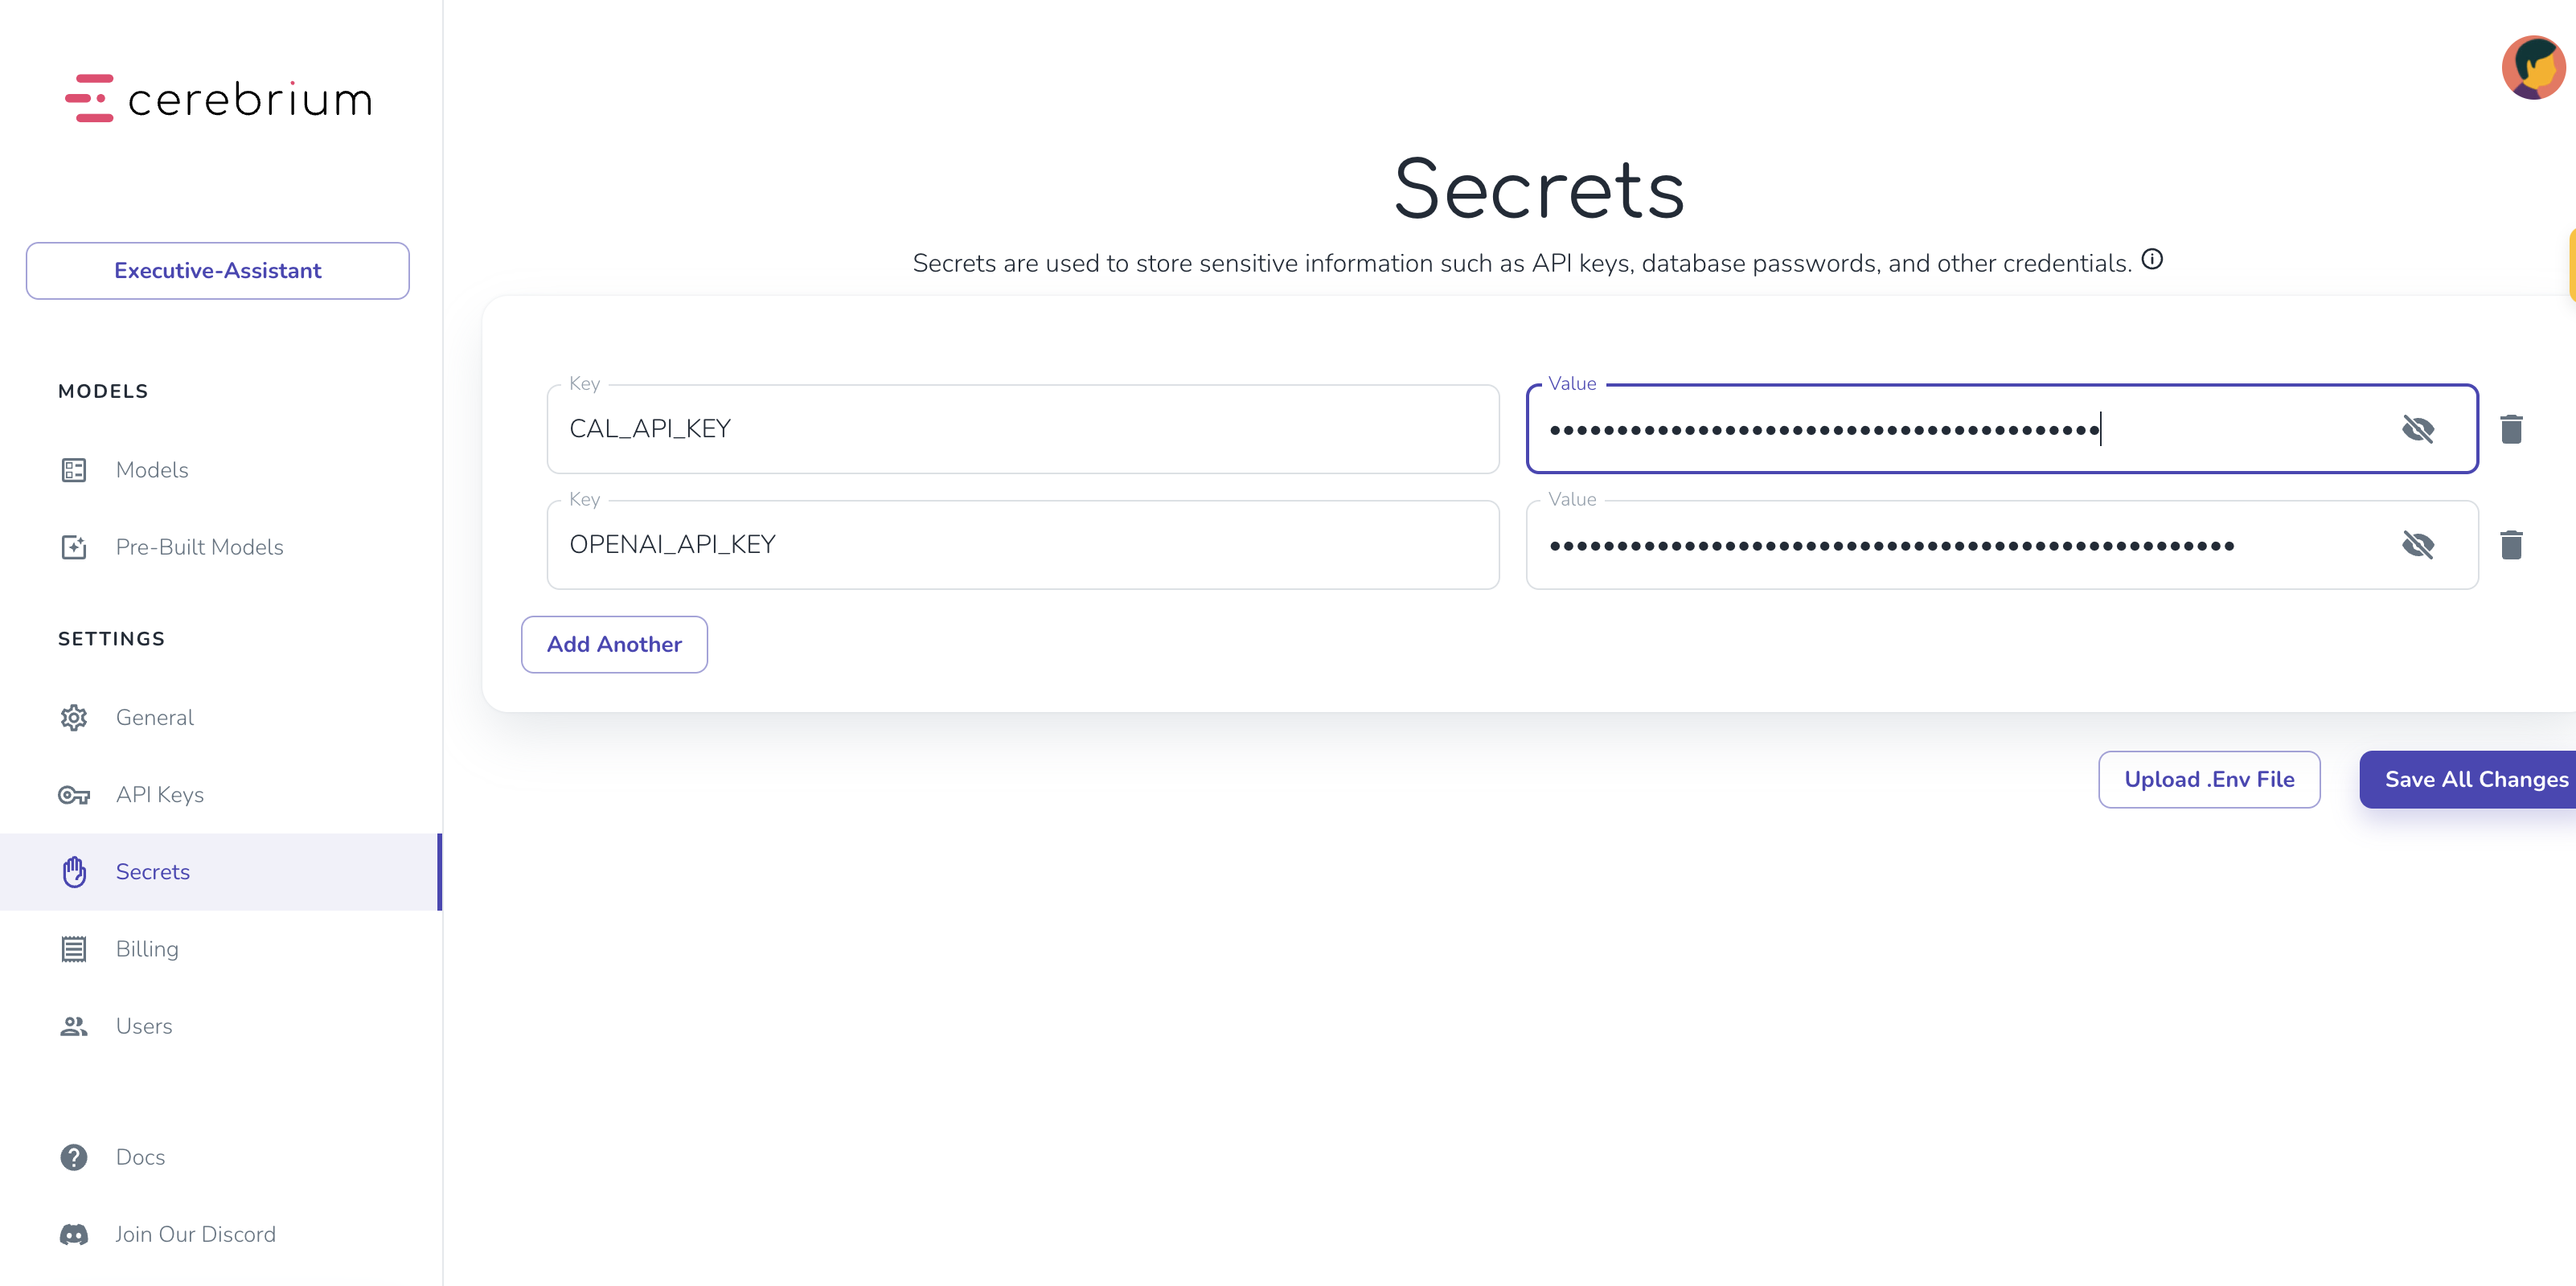 cerebrium
Executive-Assistant
MODELS
Models
Pre-Built Models
SETTINGS
General
API Keys
Secrets
Billing
Users
Docs
Join Our Discord
Secrets
Secrets are used to store sensitive information such as API keys, database passwords, and other credentials.
Key
CAL_API_KEY
Value
•••••••••••••••••••••••••••••••••••••••••
Key
OPENAI_API_KEY
Value
•••••••••••••••••••••••••••••••••••••••••••••••••••
Add Another
Upload .Env File
Save All Changes